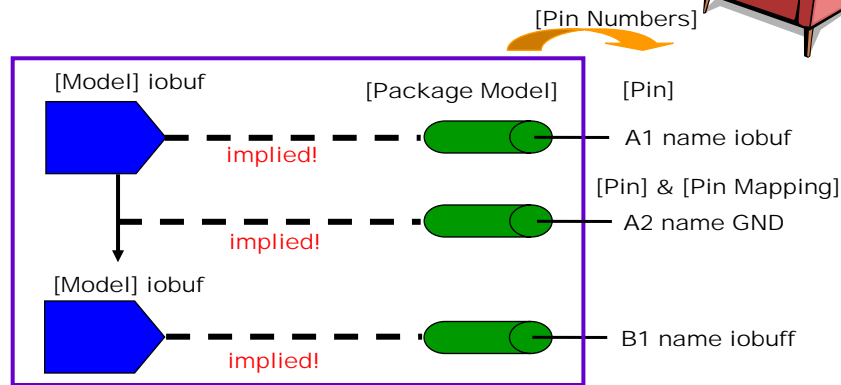 [Pin Numbers]
[Model] iobuf
[Package Model]
[Pin]
implied!
A1 name iobuf
[Pin] & [Pin Mapping]
implied!
A2 name GND
[Model] iobuf
implied!
B1 name iobuff